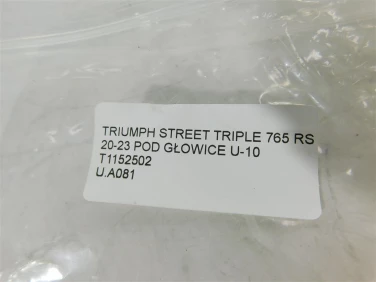 TRIUMPH STREET TRIPLE 765 RS
20-23 POD GŁOWICE U-10
T1152502
U.A081